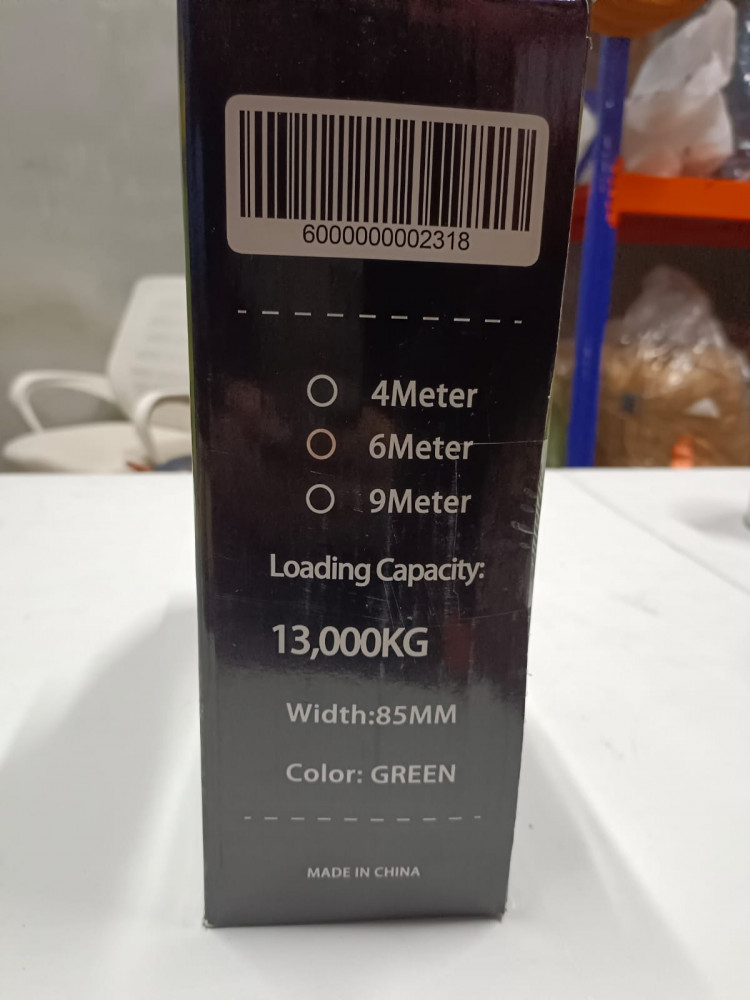 6000000002318
4Meter
6Meter
9Meter
Loading Capacity:
13,000KG
Width:85MM
Color: GREEN
MADE IN CHINA